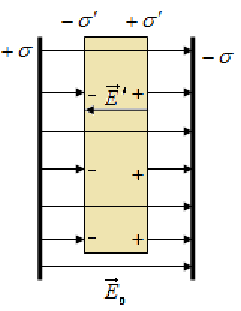 − σ′ + σ′
+ σ − σ
− E⃗′ +
− +
− +
E⃗₀